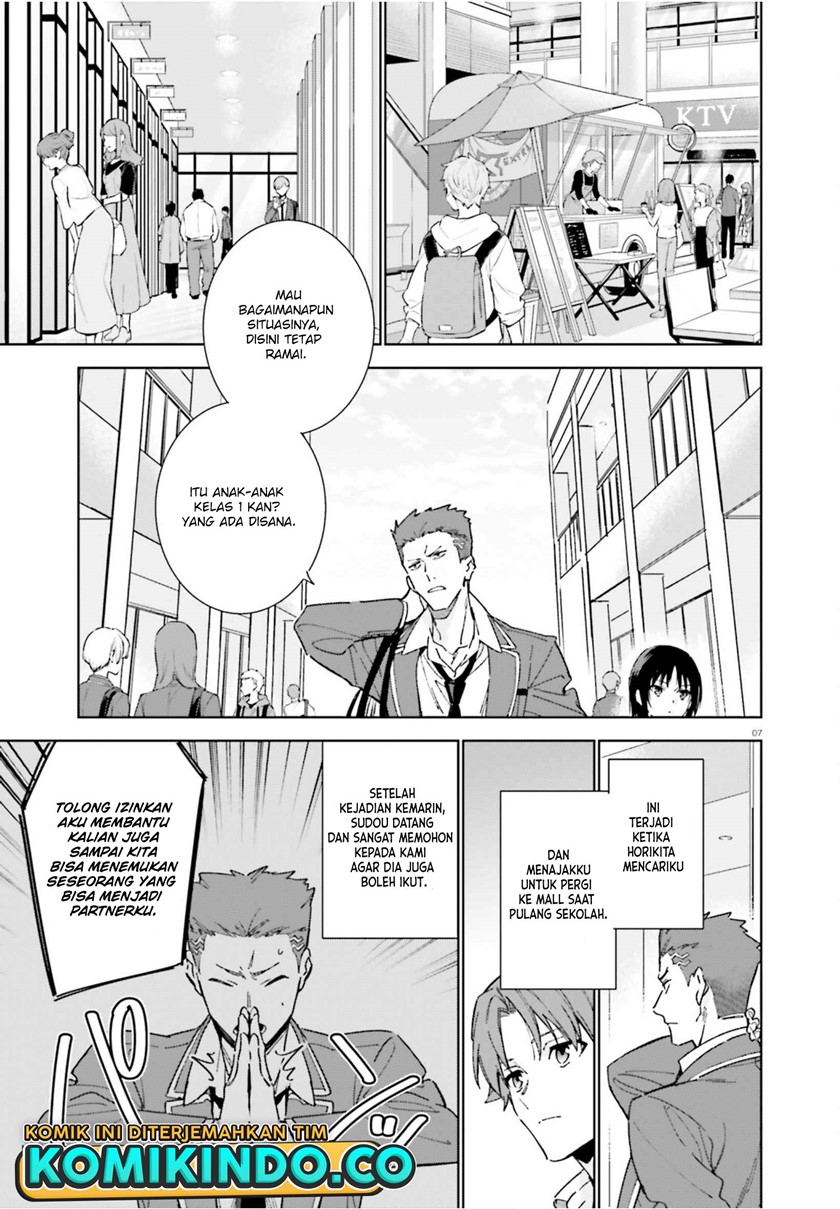 KTV
MAU
BAGAIMANAPUN
SITUASINYA,
DISINI TETAP
RAMAI.
ITU ANAK-ANAK
KELAS 1 KAN?
YANG ADA DISANA.
07
INI
TERJADI
KETIKA
HORIKITA
MENCARIKU
DAN
MENAJAKKU
UNTUK PERGI
KE MALL SAAT
PULANG SEKOLAH.
SETELAH
KEJADIAN KEMARIN,
SUDOU DATANG
DAN SANGAT MEMOHON
KEPADA KAMI
AGAR DIA JUGA
BOLEH IKUT.
TOLONG IZINKAN
AKU MEMBANTU
KALIAN JUGA
SAMPAI KITA
BISA MENEMUKAN
SESEORANG YANG
BISA MENJADI
PARTNERKU.
KOMIK INI DITERJEMAHKAN TIM
KOMIKINDO.CO